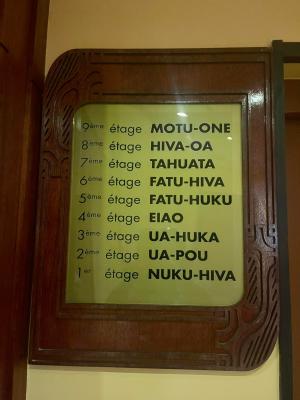 9ème étage MOTU-ONE
8ème étage HIVA-OA
7ème étage TAHUATA
6ème étage FATU-HIVA
5ème étage FATU-HUKU
4ème étage EIAO
3ème étage UA-HUKA
2ème étage UA-POU
1er étage NUKU-HIVA